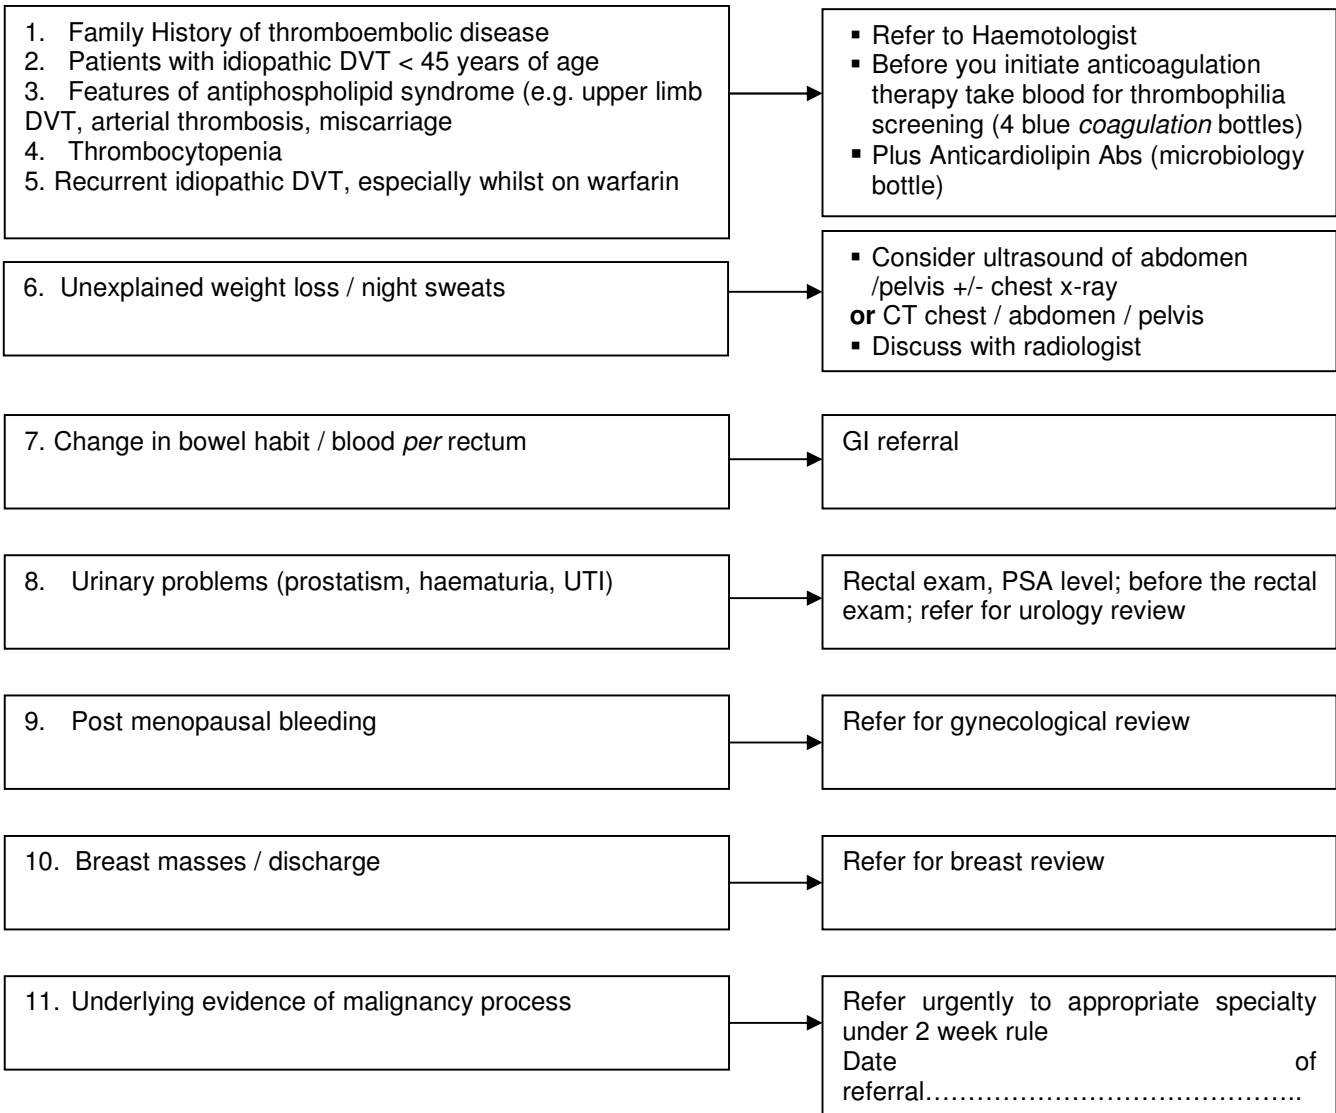 1. Family History of thromboembolic disease
2. Patients with idiopathic DVT < 45 years of age
3. Features of antiphospholipid syndrome (e.g. upper limb
DVT, arterial thrombosis, miscarriage
4. Thrombocytopenia
5. Recurrent idiopathic DVT, especially whilst on warfarin
▪ Refer to Haemotologist
▪ Before you initiate anticoagulation
therapy take blood for thrombophilia
screening (4 blue coagulation bottles)
▪ Plus Anticardiolipin Abs (microbiology
bottle)
6. Unexplained weight loss / night sweats
▪ Consider ultrasound of abdomen
/pelvis +/- chest x-ray
or CT chest / abdomen / pelvis
▪ Discuss with radiologist
7. Change in bowel habit / blood per rectum
GI referral
8. Urinary problems (prostatism, haematuria, UTI)
Rectal exam, PSA level; before the rectal
exam; refer for urology review
9. Post menopausal bleeding
Refer for gynecological review
10. Breast masses / discharge
Refer for breast review
11. Underlying evidence of malignancy process
Refer urgently to appropriate specialty
under 2 week rule
Date of
referral…………………………………..